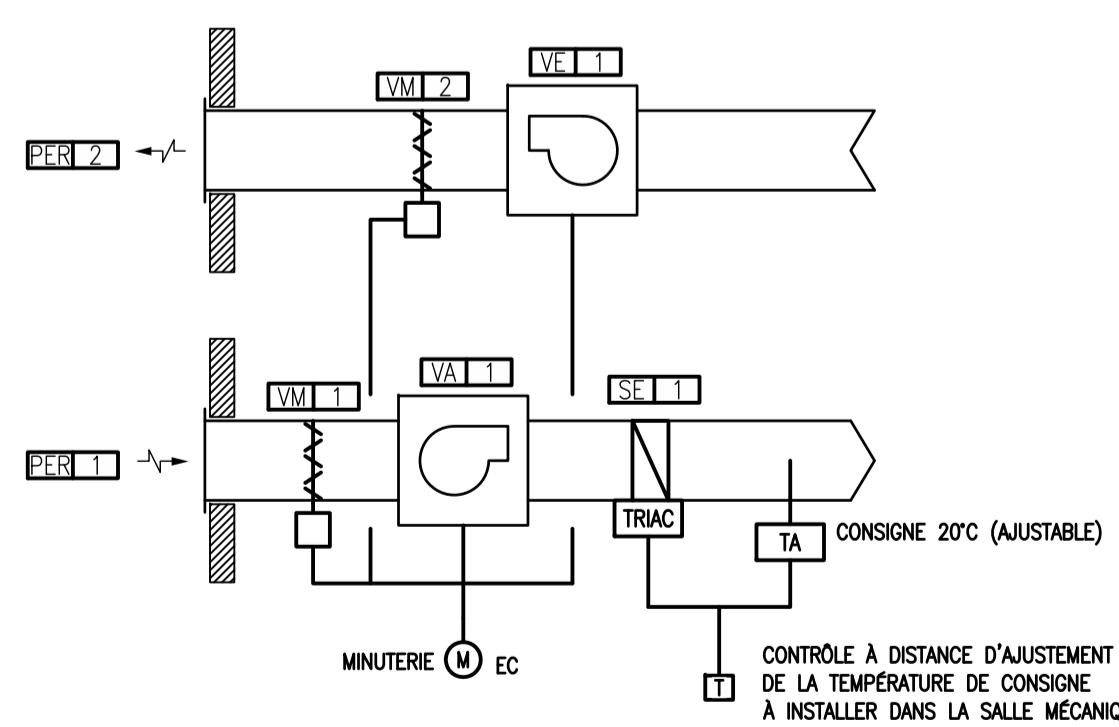 VE 1
VM 2
PER 2
VA 1
VM 1
SE 1
PER 1
TRIAC
TA
CONSIGNE 20°C (AJUSTABLE)
MINUTERIE M EC
T
CONTRÔLE À DISTANCE D'AJUSTEMENT
DE LA TEMPÉRATURE DE CONSIGNE
À INSTALLER DANS LA SALLE